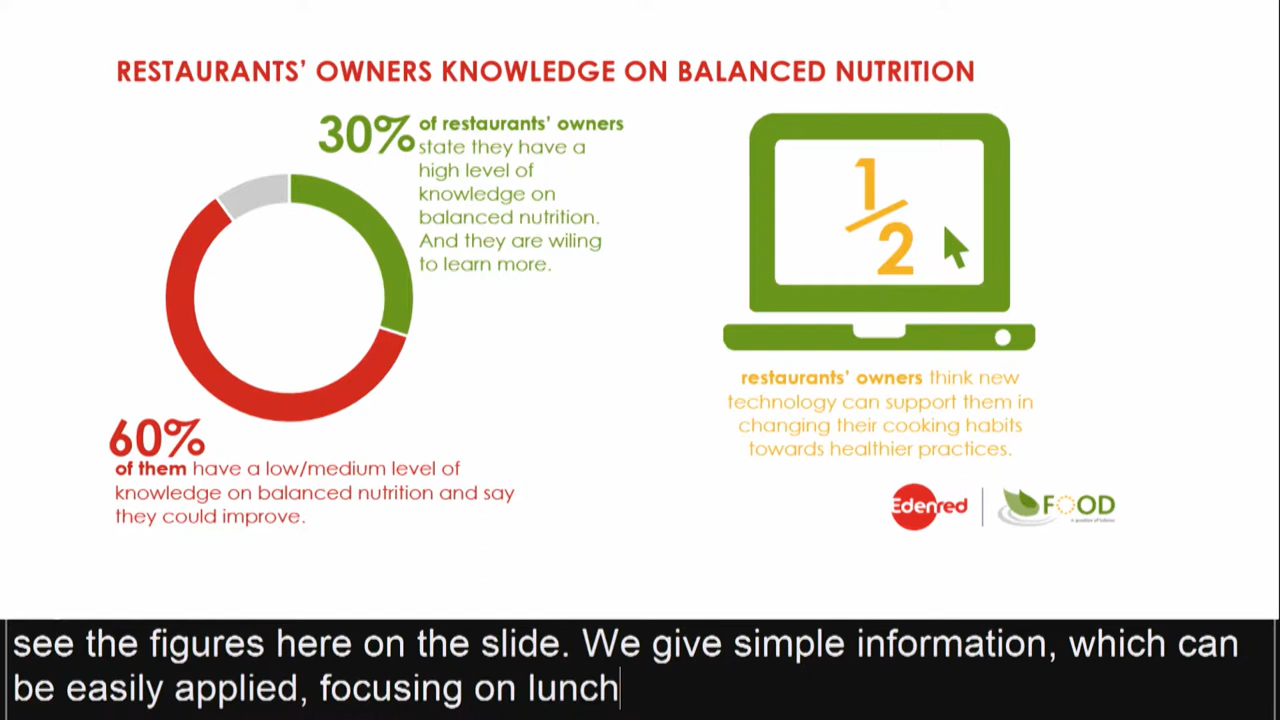 RESTAURANTS' OWNERS KNOWLEDGE ON BALANCED NUTRITION
30% of restaurants' owners
state they have a
high level of
knowledge on
balanced nutrition.
And they are wiling
to learn more.
60%
of them have a low/medium level of
knowledge on balanced nutrition and say
they could improve.
1/2
restaurants' owners think new
technology can support them in
changing their cooking habits
towards healthier practices.
Edenred
FOOD
see the figures here on the slide. We give simple information, which can
be easily applied, focusing on lunch